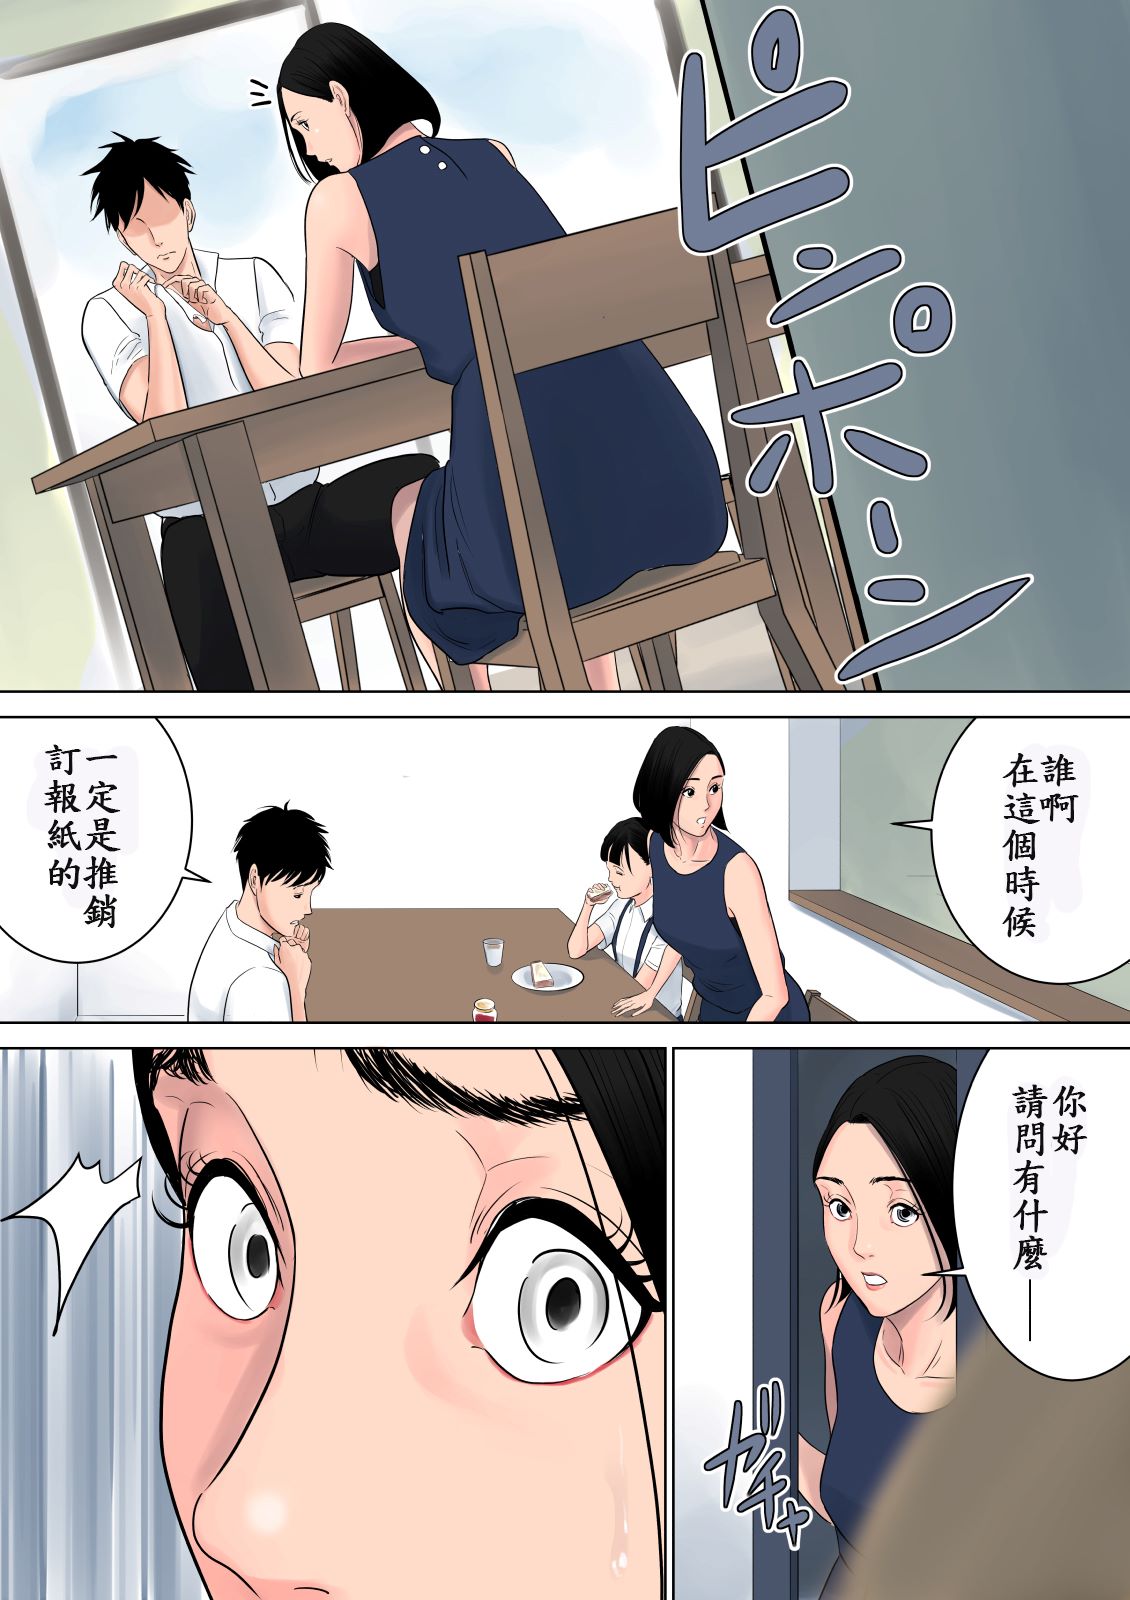 ピンポーン
誰啊
在這個時候
一定是推銷
訂報紙的
你好
請問有什麼——
ガチャ